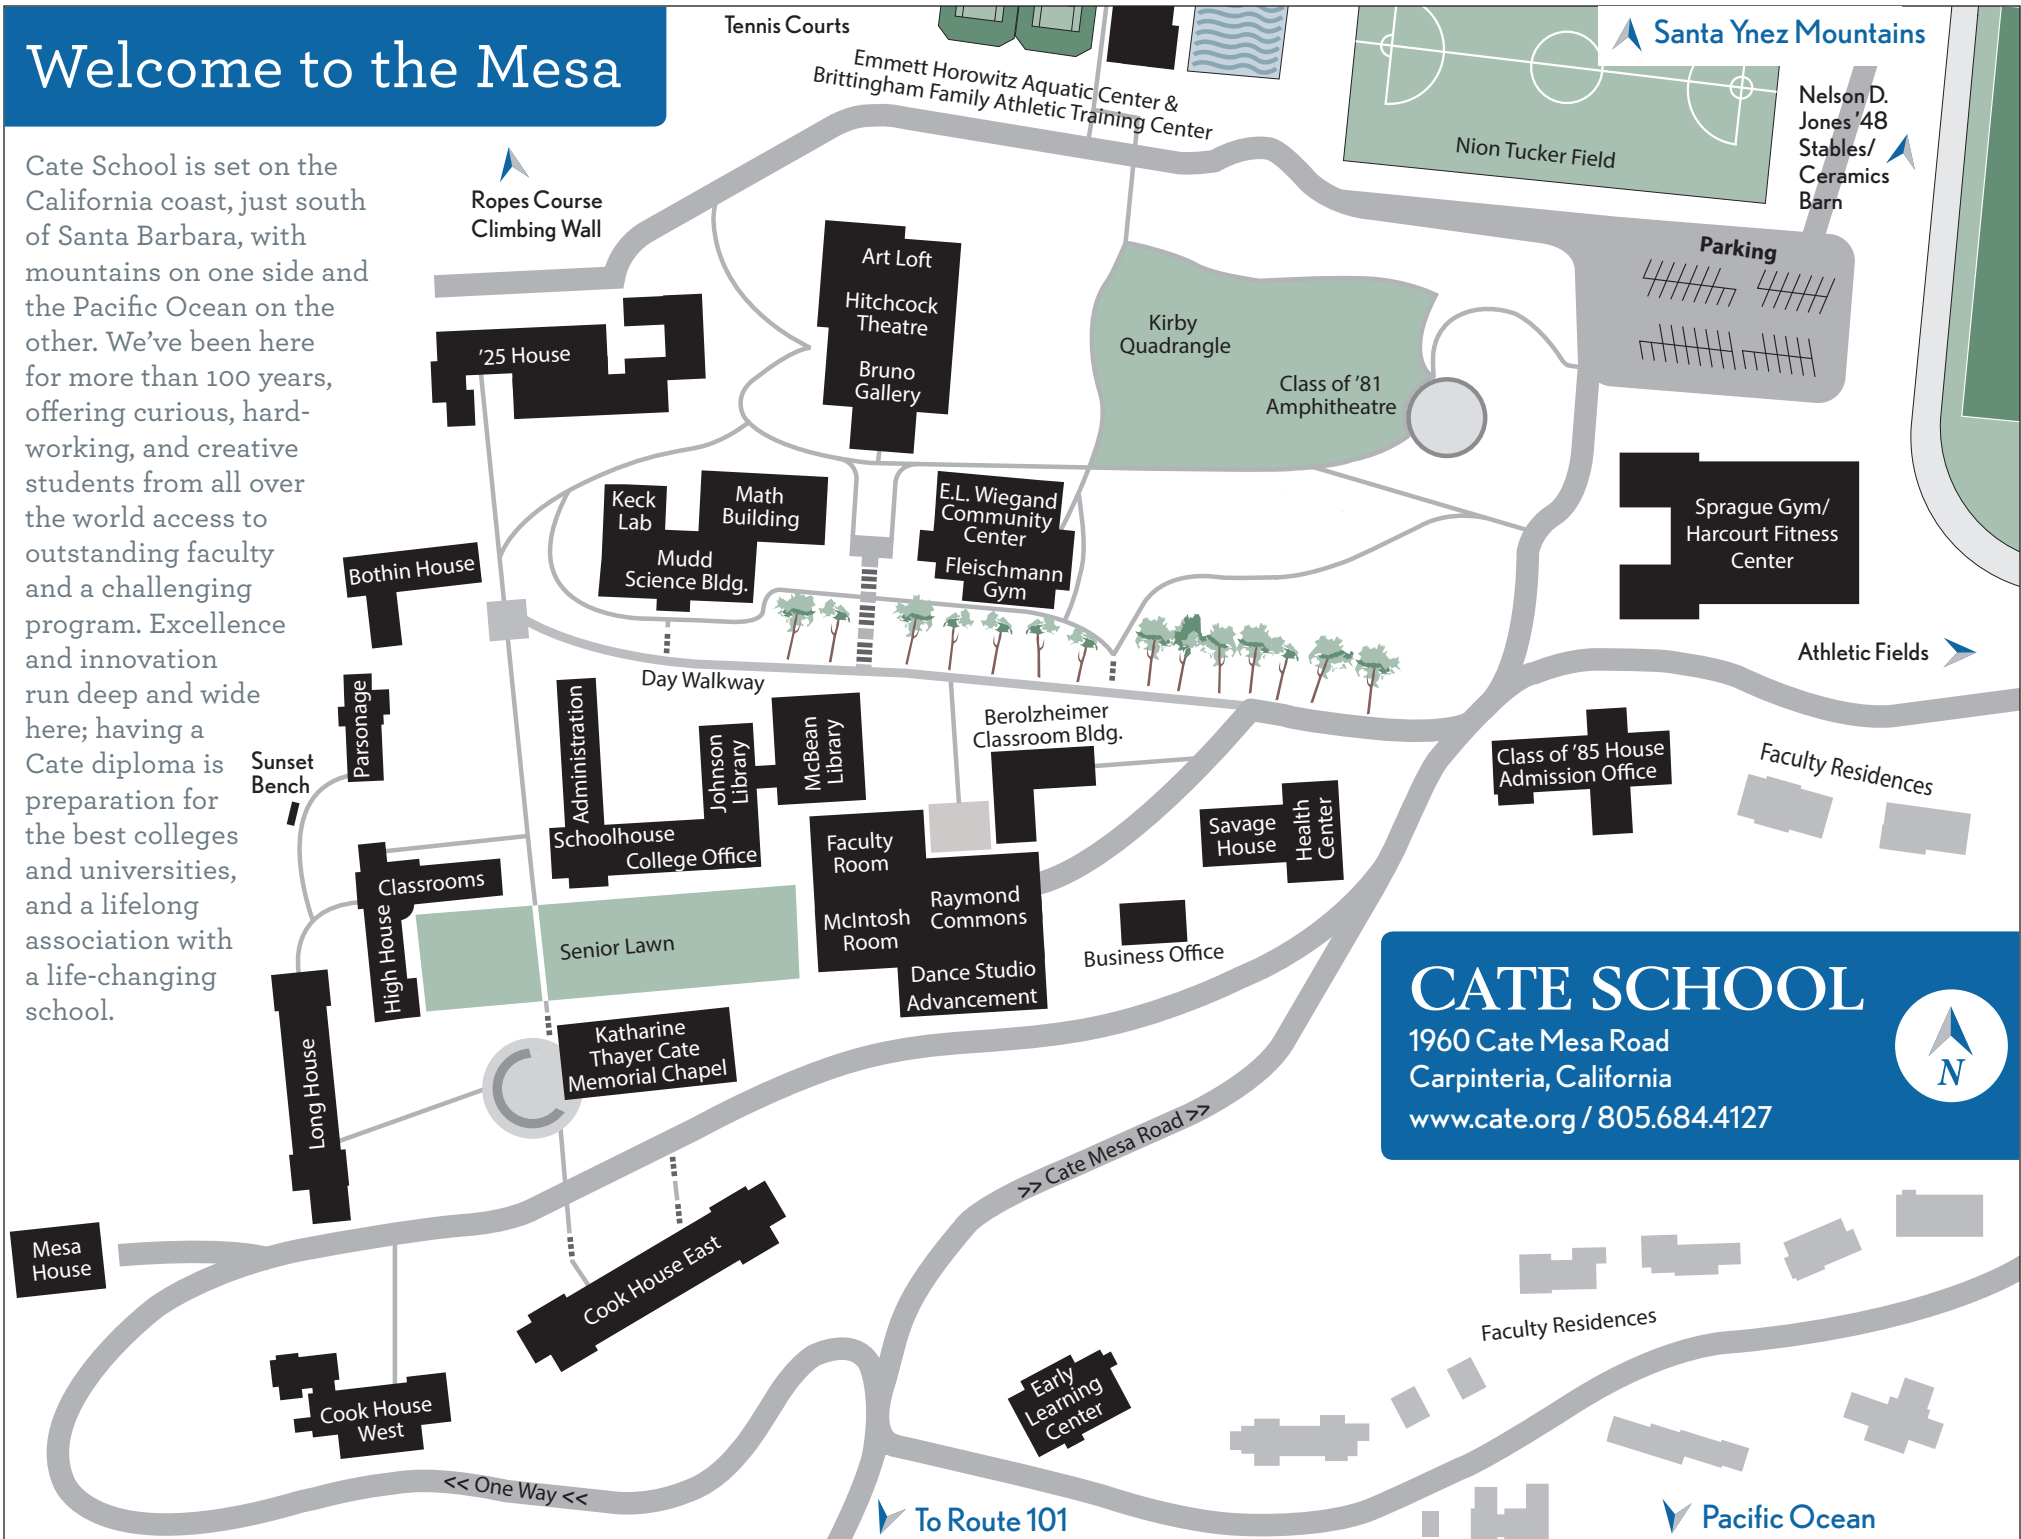 Welcome to the Mesa
Cate School is set on the
California coast, just south
of Santa Barbara, with
mountains on one side and
the Pacific Ocean on the
other. We've been here
for more than 100 years,
offering curious, hard-
working, and creative
students from all over
the world access to
outstanding faculty
and a challenging
program. Excellence
and innovation
run deep and wide
here; having a
Cate diploma is
preparation for
the best colleges
and universities,
and a lifelong
association with
a life-changing
school.
Tennis Courts
Emmett Horowitz Aquatic Center &
Brittingham Family Athletic Training Center
Santa Ynez Mountains
Nion Tucker Field
Nelson D.
Jones '48
Stables/
Ceramics
Barn
Ropes Course
Climbing Wall
Parking
Art Loft
Hitchcock
Theatre
Bruno
Gallery
Kirby
Quadrangle
Class of '81
Amphitheatre
'25 House
Keck
Lab
Math
Building
Mudd
Science Bldg.
E.L. Wiegand
Community
Center
Fleischmann
Gym
Sprague Gym/
Harcourt Fitness
Center
Bothin House
Athletic Fields
Day Walkway
Parsonage
Sunset
Bench
Administration
Johnson
Library
McBean
Library
Berolzheimer
Classroom Bldg.
Class of '85 House
Admission Office
Faculty Residences
Schoolhouse
College Office
Faculty
Room
Savage
House
Health
Center
Classrooms
High House
McIntosh
Room
Raymond
Commons
Senior Lawn
Dance Studio
Advancement
Business Office
Katharine
Thayer Cate
Memorial Chapel
Long House
CATE SCHOOL
1960 Cate Mesa Road
Carpinteria, California
www.cate.org / 805.684.4127
N
>> Cate Mesa Road >>
Mesa
House
Cook House East
Cook House
West
Early
Learning
Center
Faculty Residences
<< One Way <<
To Route 101
Pacific Ocean